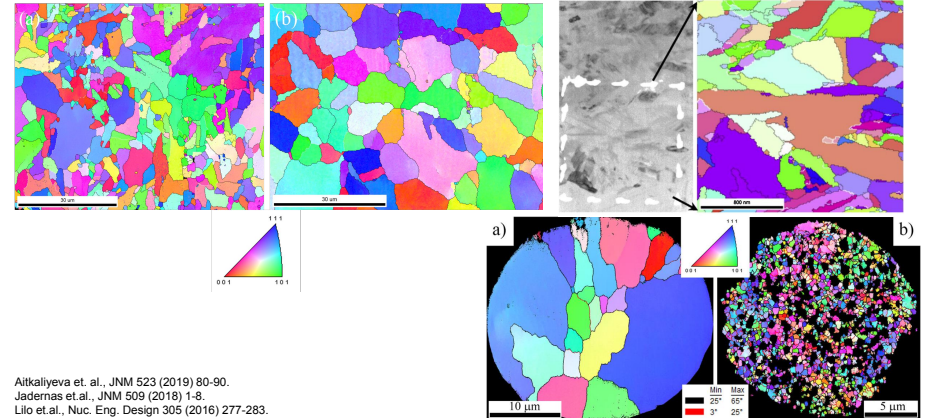 (a)
(b)
30 um
30 um
800 nm
1 1 1
0 0 1
1 0 1
a)
b)
1 1 1
0 0 1
1 0 1
Min Max
25° 65°
3° 25°
10 µm
5 µm
Aitkaliyeva et. al., JNM 523 (2019) 80-90.
Jadernas et.al., JNM 509 (2018) 1-8.
Lilo et.al., Nuc. Eng. Design 305 (2016) 277-283.